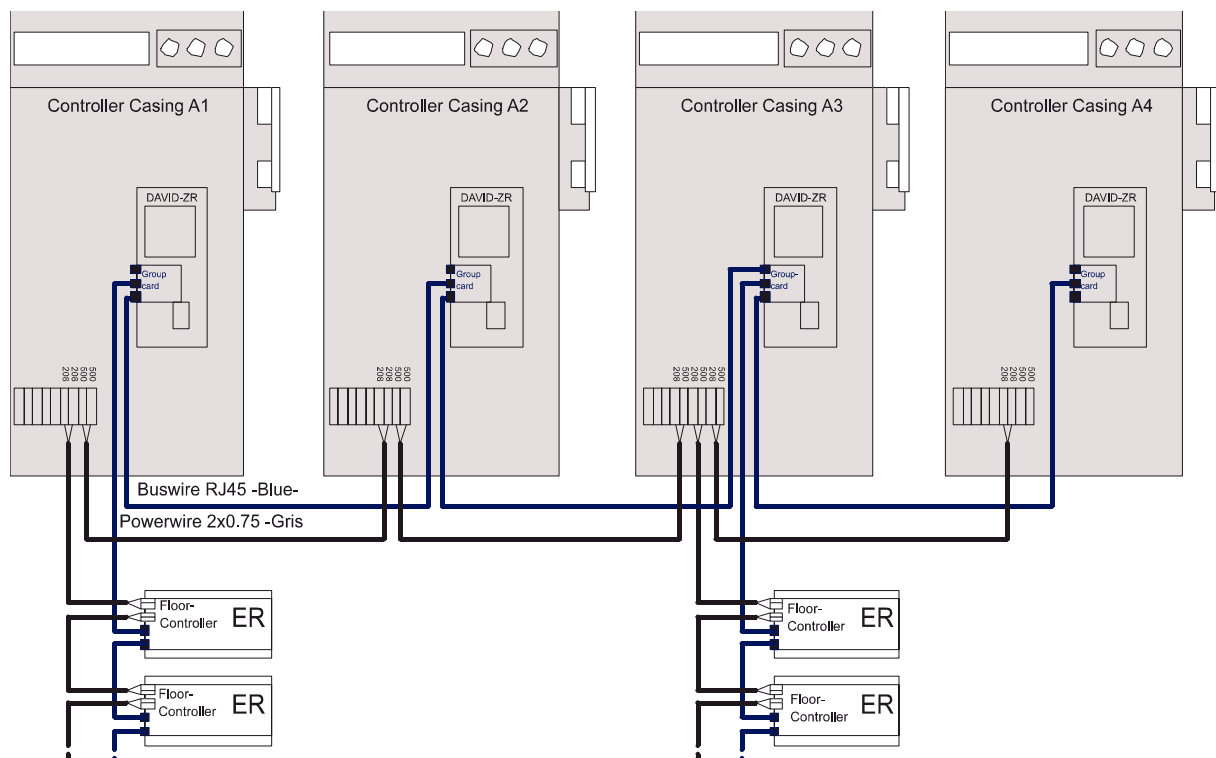 Controller Casing A1
Controller Casing A2
Controller Casing A3
Controller Casing A4
DAVID-ZR
DAVID-ZR
DAVID-ZR
DAVID-ZR
Group
card
Group
card
Group-
card
Group
card
208
208
500
500
208
208
500
500
208
500
208
500
208
500
208
208
500
500
Buswire RJ45 -Blue-
Powerwire 2x0.75 -Gris
Floor-
Controller
ER
Floor-
Controller
ER
Floor-
Controller
ER
Floor-
Controller
ER